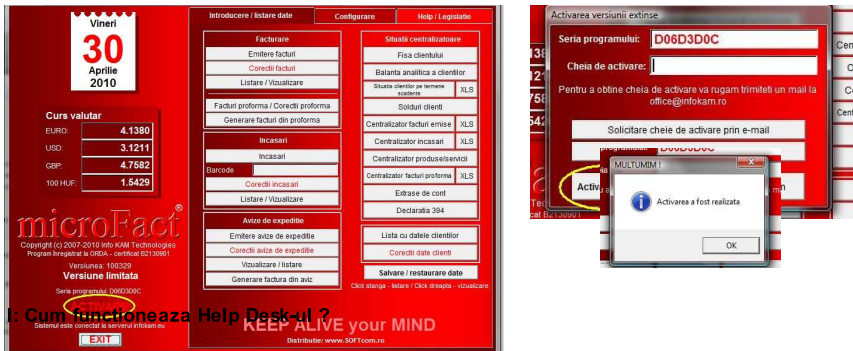 Vineri
30
Aprilie
2010
Curs valutar
EURO: 4.1380
USD: 3.1211
GBP: 4.7582
100 HUF: 1.5429
microFact®
Copyright (c) 2007-2010 Info KAM Technologies
Program înregistrat la ORDA - certificat B2130901
Versiunea: 100329
Versiune limitata
Seria programului: D06D3D0C
I: Cum functioneaza Help Desk-ul ?
Sistemul este conectat la serverul infokam.eu
EXIT
Introducere / listare date
Configurare
Help / Legislatie
Facturare
Emitere facturi
Corectii facturi
Listare / Vizualizare
Facturi proforma / Corectii proforma
Generare facturi din proforma
Incasari
Incasari
Barcode
Corectii incasari
Listare / Vizualizare
Avize de expeditie
Emitere avize de expeditie
Corectii avize de expeditie
Vizualizare / listare
Generare factura din aviz
Situatii centralizatoare
Fisa clientului
Balanta analitica a clientilor
Situatia clientilor pe termene scadente XLS
Solduri clienti
Centralizator facturi emise XLS
Centralizator incasari XLS
Centralizator produse/servicii
Centralizator facturi proforma XLS
Extrase de cont
Declaratia 394
Lista cu datele clientilor
Corectii date clienti
Salvare / restaurare date
Click stanga - listare / Click dreapta - vizualizare
KEEP ALIVE your MIND
Distributie: www.SOFTcom.ro
Activarea versiunii extinse
Seria programului: D06D3D0C
Cheia de activare:
Pentru a obtine cheia de activare va rugam trimiteti un mail la
office@infokam.ro
Solicitare cheie de activare prin e-mail
MULTUMIM !
Activarea a fost realizata
OK